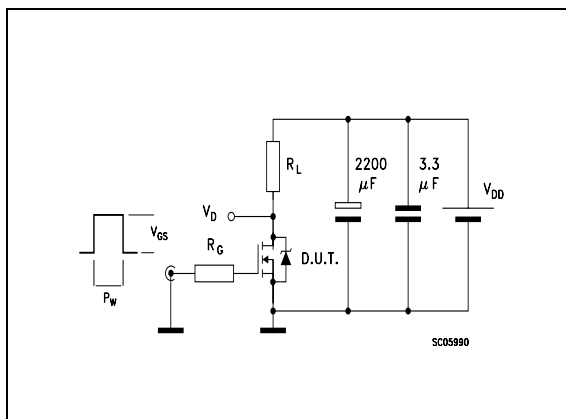 R_L
2200
μF
3.3
μF
V_DD
V_D
V_GS
R_G
D.U.T.
P_W
SC05990